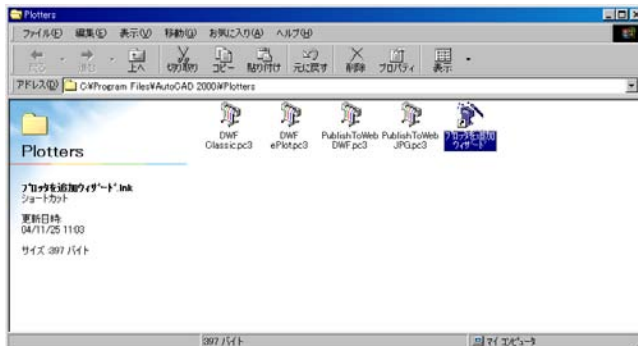 Plotters
ファイル(F) 編集(E) 表示(V) 移動(G) お気に入り(A) ヘルプ(H)
戻る 進む 上へ 切り取り コピー 貼り付け 元に戻す 削除 プロパティ 表示
アドレス(D) C:¥Program Files¥AutoCAD 2000i¥Plotters
DWF Classic.pc3
DWF ePlot.pc3
PublishToWeb DWF.pc3
PublishToWeb JPG.pc3
プロッタを追加ウィザード
Plotters
プロッタを追加ウィザード.lnk
ショートカット
更新日時:
04/11/25 11:03
サイズ: 397 バイト
397 バイト
マイ コンピュータ